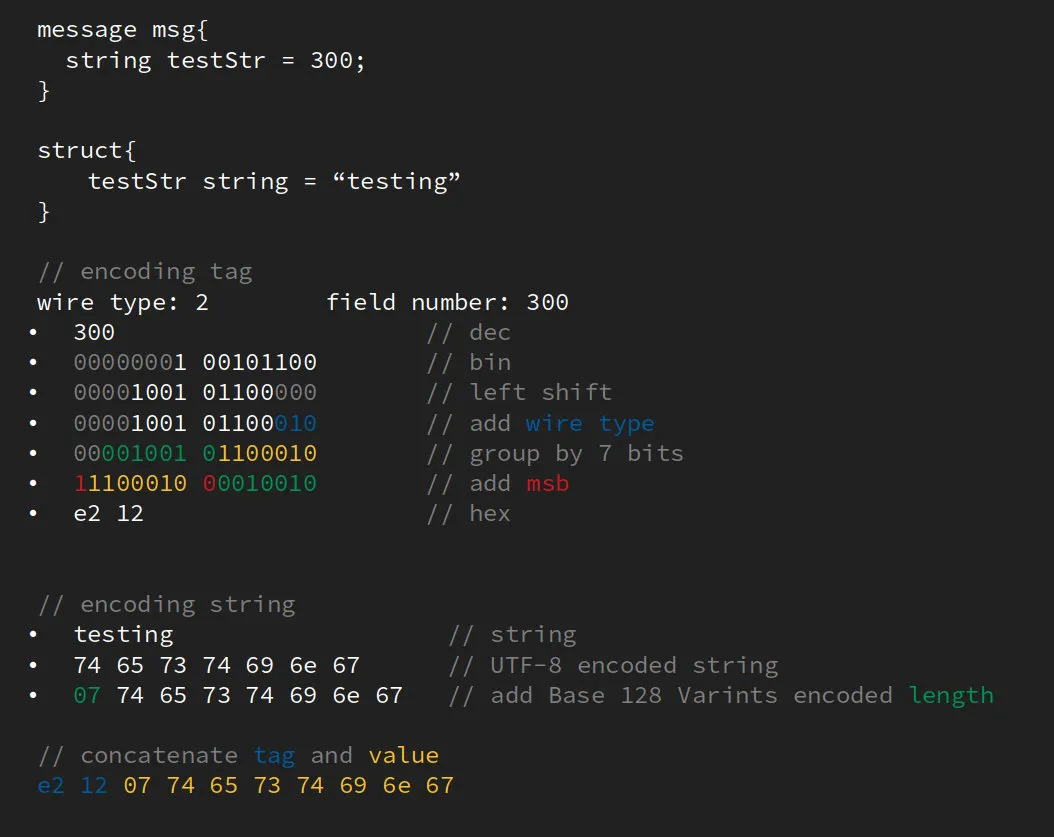 message msg{
string testStr = 300;
}
struct{
testStr string = “testing”
}
// encoding tag
wire type: 2 field number: 300
• 300 // dec
• 00000001 00101100 // bin
• 00001001 01100000 // left shift
• 00001001 01100010 // add wire type
• 00001001 01100010 // group by 7 bits
• 11100010 00010010 // add msb
• e2 12 // hex
// encoding string
• testing // string
• 74 65 73 74 69 6e 67 // UTF-8 encoded string
• 07 74 65 73 74 69 6e 67 // add Base 128 Varints encoded length
// concatenate tag and value
e2 12 07 74 65 73 74 69 6e 67